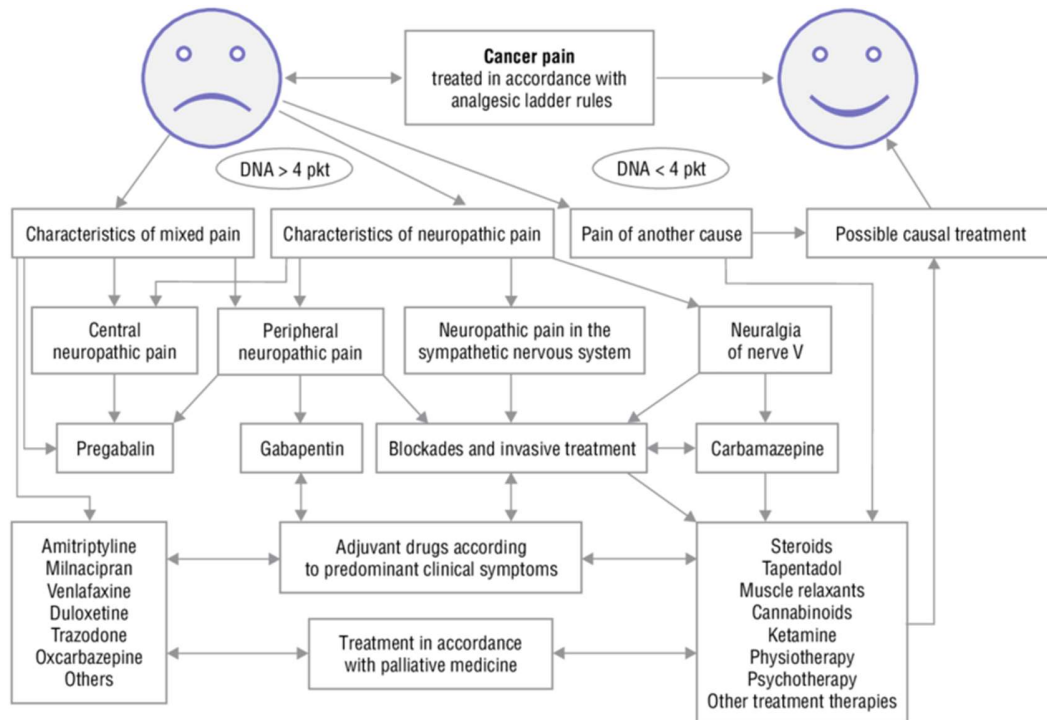 Cancer pain
treated in accordance with
analgesic ladder rules
DNA > 4 pkt
DNA < 4 pkt
Characteristics of mixed pain
Characteristics of neuropathic pain
Pain of another cause
Possible causal treatment
Central
neuropathic pain
Peripheral
neuropathic pain
Neuropathic pain in the
sympathetic nervous system
Neuralgia
of nerve V
Pregabalin
Gabapentin
Blockades and invasive treatment
Carbamazepine
Amitriptyline
Milnacipran
Venlafaxine
Duloxetine
Trazodone
Oxcarbazepine
Others
Adjuvant drugs according
to predominant clinical symptoms
Treatment in accordance
with palliative medicine
Steroids
Tapentadol
Muscle relaxants
Cannabinoids
Ketamine
Physiotherapy
Psychotherapy
Other treatment therapies